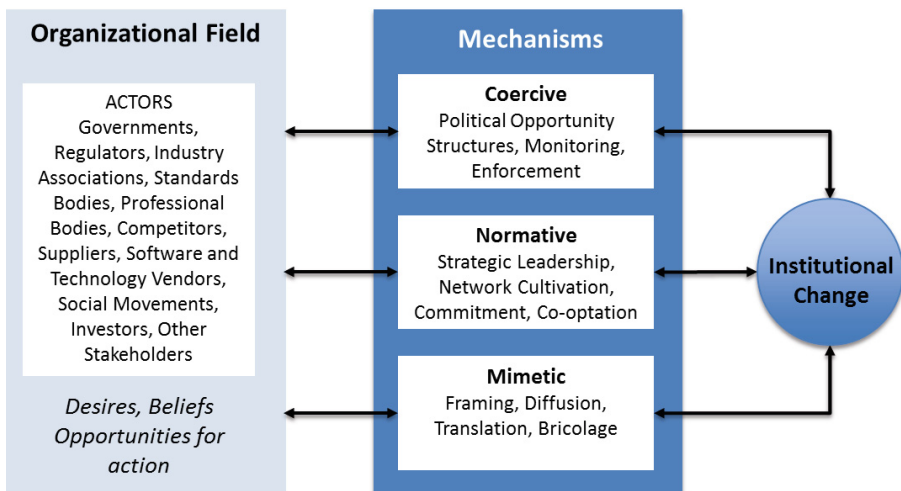 Organizational Field
ACTORS
Governments,
Regulators, Industry
Associations, Standards
Bodies, Professional
Bodies, Competitors,
Suppliers, Software and
Technology Vendors,
Social Movements,
Investors, Other
Stakeholders
Desires, Beliefs
Opportunities for
action
Mechanisms
Coercive
Political Opportunity
Structures, Monitoring,
Enforcement
Normative
Strategic Leadership,
Network Cultivation,
Commitment, Co-optation
Mimetic
Framing, Diffusion,
Translation, Bricolage
Institutional
Change